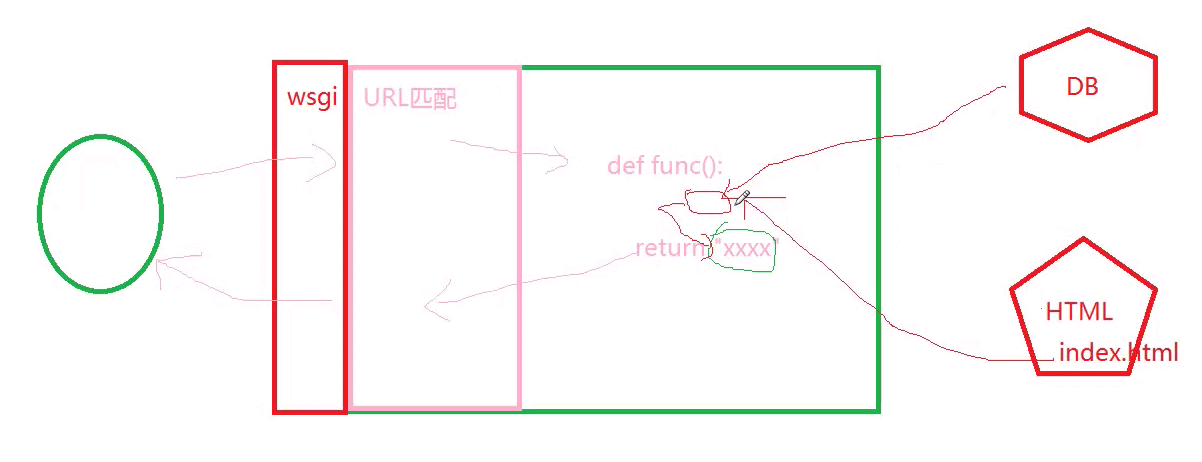 wsgi
URL匹配
def func():
return "xxxx"
DB
HTML
index.html